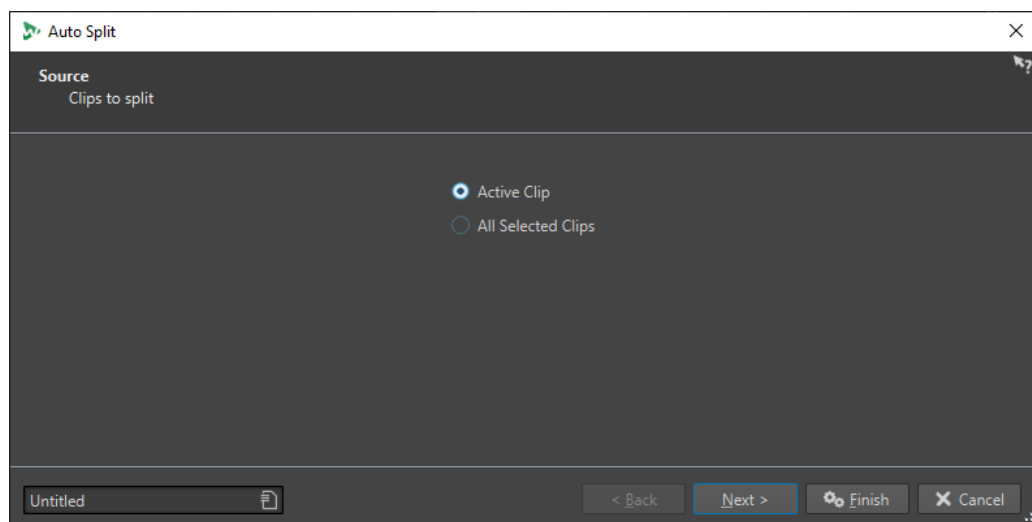 Auto Split
Source
Clips to split
Active Clip
All Selected Clips
Untitled
< Back
Next >
Finish
Cancel